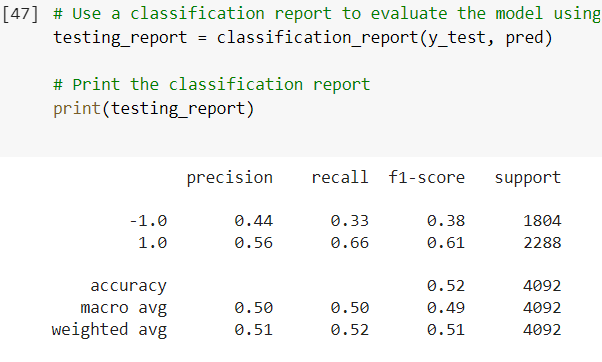 [47] # Use a classification report to evaluate the model using
testing_report = classification_report(y_test, pred)
# Print the classification report
print(testing_report)
precision recall f1-score support
-1.0 0.44 0.33 0.38 1804
1.0 0.56 0.66 0.61 2288
accuracy 0.52 4092
macro avg 0.50 0.50 0.49 4092
weighted avg 0.51 0.52 0.51 4092